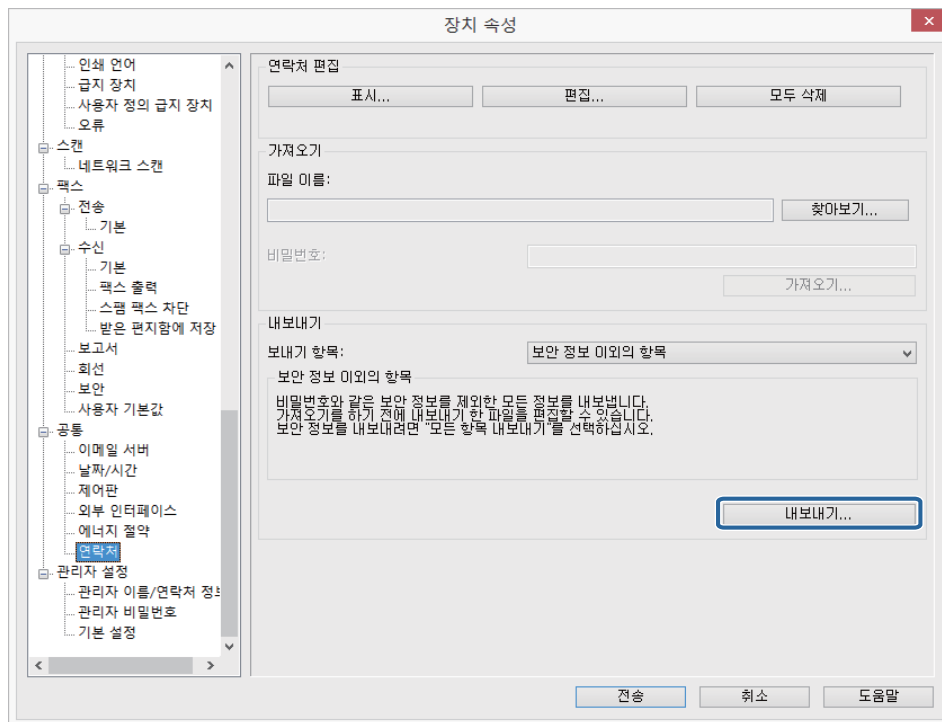 장치 속성
인쇄 언어
급지 장치
사용자 정의 급지 장치
오류
스캔
네트워크 스캔
팩스
전송
기본
수신
기본
팩스 출력
스팸 팩스 차단
받은 편지함에 저장
보고서
회선
보안
사용자 기본값
공통
이메일 서버
날짜/시간
제어판
외부 인터페이스
에너지 절약
연락처
관리자 설정
관리자 이름/연락처
관리자 비밀번호
기본 설정
연락처 편집
표시... 편집... 모두 삭제
가져오기
파일 이름:
찾아보기...
비밀번호:
가져오기...
내보내기
보내기 항목: 보안 정보 이외의 항목
보안 정보 이외의 항목
비밀번호와 같은 보안 정보를 제외한 모든 정보를 내보냅니다.
가져오기를 하기 전에 내보내기 한 파일을 편집할 수 있습니다.
보안 정보를 내보내려면 "모든 항목 내보내기"를 선택하십시오.
내보내기...
전송 취소 도움말